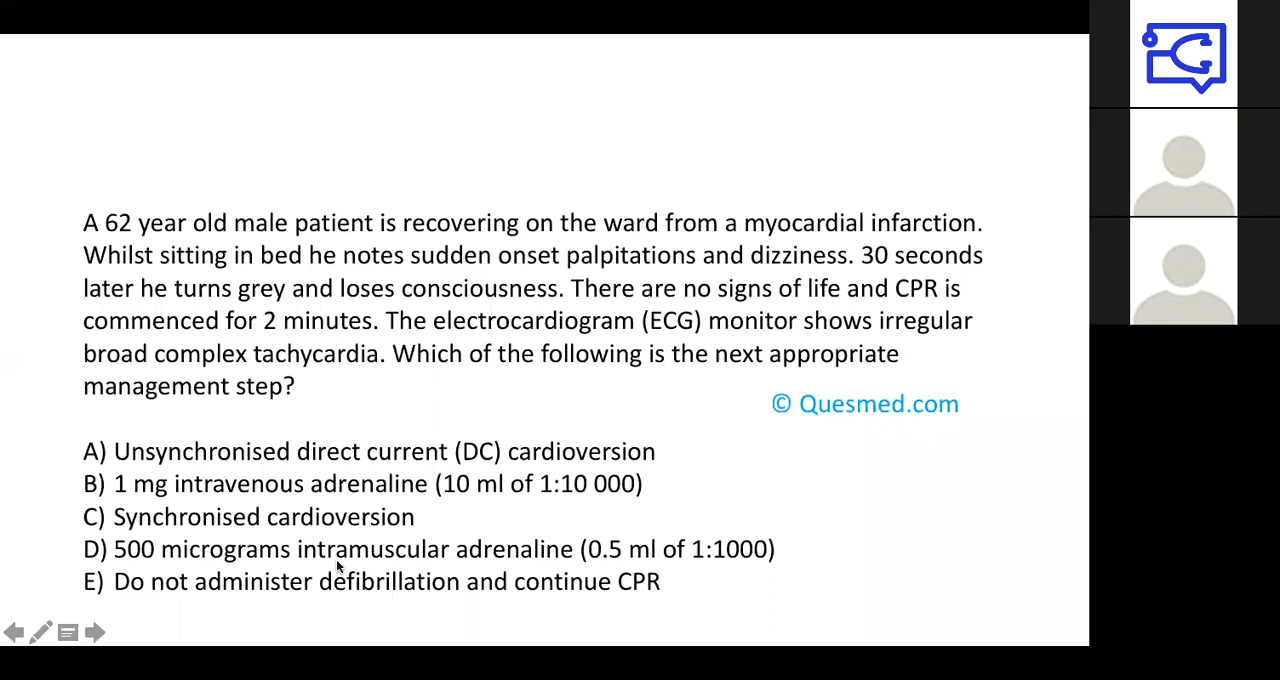 A 62 year old male patient is recovering on the ward from a myocardial infarction.
Whilst sitting in bed he notes sudden onset palpitations and dizziness. 30 seconds
later he turns grey and loses consciousness. There are no signs of life and CPR is
commenced for 2 minutes. The electrocardiogram (ECG) monitor shows irregular
broad complex tachycardia. Which of the following is the next appropriate
management step?
© Quesmed.com
A) Unsynchronised direct current (DC) cardioversion
B) 1 mg intravenous adrenaline (10 ml of 1:10 000)
C) Synchronised cardioversion
D) 500 micrograms intramuscular adrenaline (0.5 ml of 1:1000)
E) Do not administer defibrillation and continue CPR